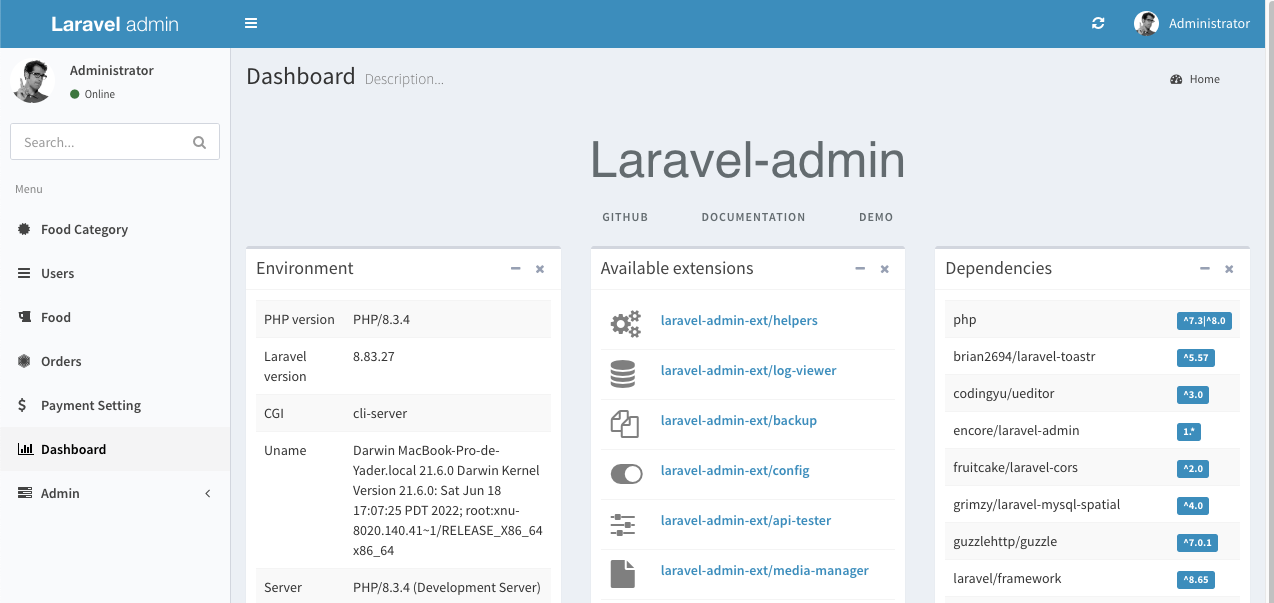 Laravel admin
Administrator
Administrator
Online
Search...
Menu
Food Category
Users
Food
Orders
Payment Setting
Dashboard
Admin
Dashboard Description...
Home
Laravel-admin
GITHUB DOCUMENTATION DEMO
Environment
PHP version PHP/8.3.4
Laravel 8.83.27
version
CGI cli-server
Uname Darwin MacBook-Pro-de-
Yader.local 21.6.0 Darwin Kernel
Version 21.6.0: Sat Jun 18
17:07:25 PDT 2022; root:xnu-
8020.140.41~1/RELEASE_X86_64
x86_64
Server PHP/8.3.4 (Development Server)
Available extensions
laravel-admin-ext/helpers
laravel-admin-ext/log-viewer
laravel-admin-ext/backup
laravel-admin-ext/config
laravel-admin-ext/api-tester
laravel-admin-ext/media-manager
Dependencies
php ^7.3|^8.0
brian2694/laravel-toastr ^5.57
codingyu/ueditor ^3.0
encore/laravel-admin 1.*
fruitcake/laravel-cors ^2.0
grimzy/laravel-mysql-spatial ^4.0
guzzlehttp/guzzle ^7.0.1
laravel/framework ^8.65